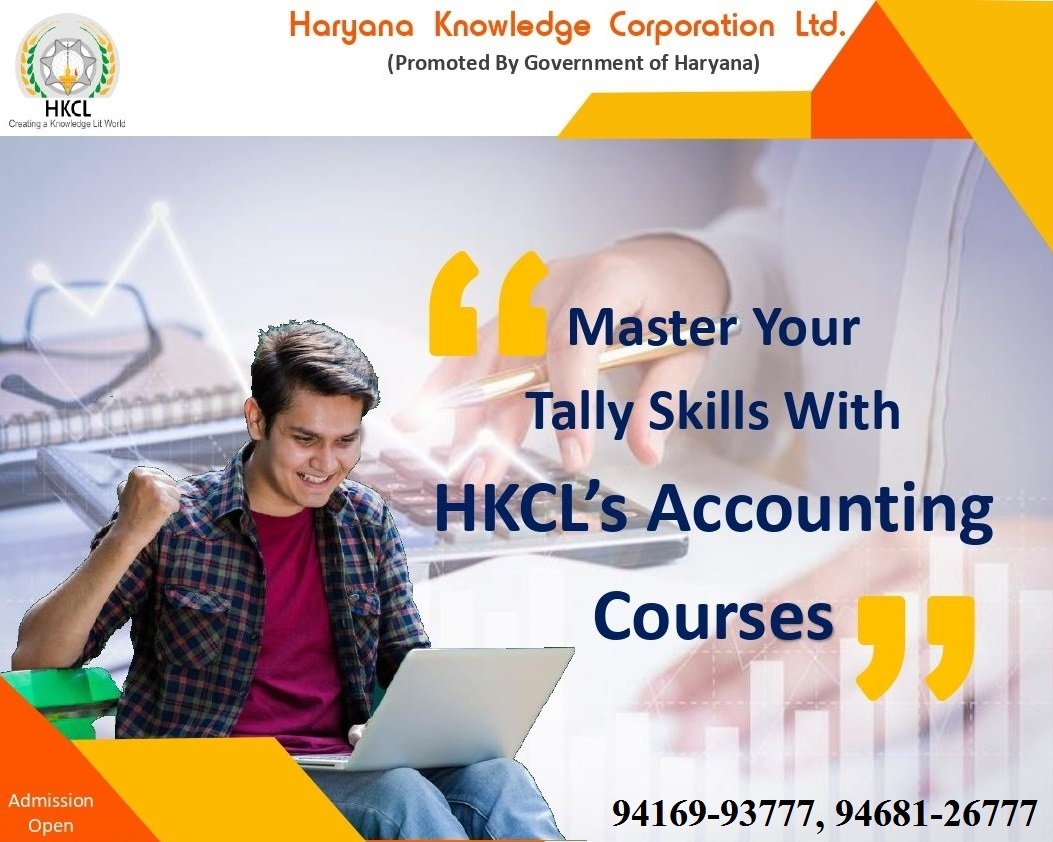 Haryana Knowledge Corporation Ltd.
(Promoted By Government of Haryana)
HKCL
Creating a Knowledge Lit World
“Master Your
Tally Skills With
HKCL’s Accounting
Courses”
Admission
Open
94169-93777, 94681-26777